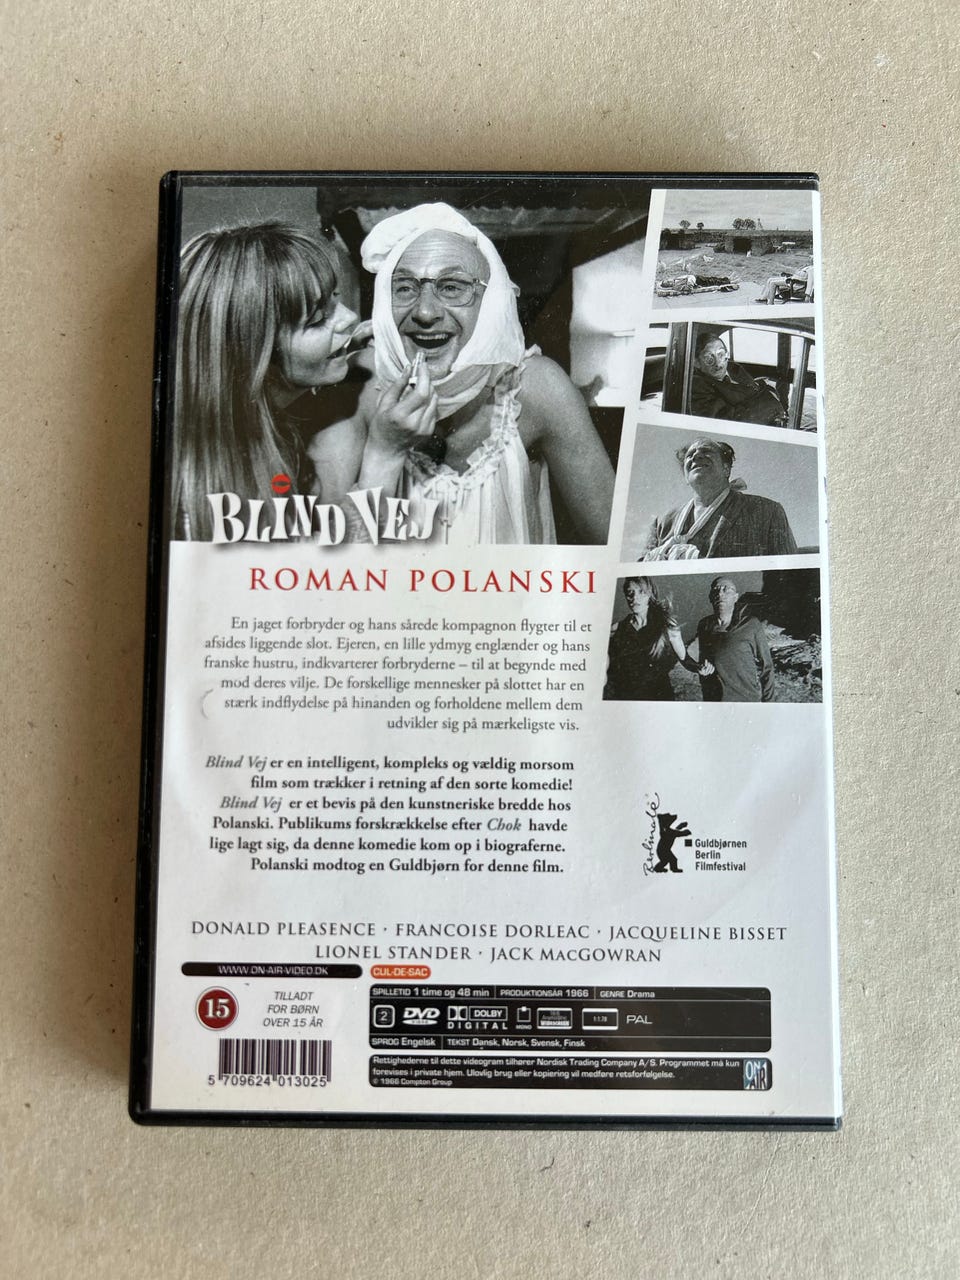 BLIND VEJ
ROMAN POLANSKI
En jaget forbryder og hans sårede kompagnon flygter til et
afsides liggende slot. Ejeren, en lille ydmyg englænder og hans
franske hustru, indkvarterer forbryderne – til at begynde med
mod deres vilje. De forskellige mennesker på slottet har en
stærk indflydelse på hinanden og forholdene mellem dem
udvikler sig på mærkeligste vis.
Blind Vej er en intelligent, kompleks og vældig morsom
film som trækker i retning af den sorte komedie!
Blind Vej er et bevis på den kunstneriske bredde hos
Polanski. Publikums forskrækkelse efter Chok havde
lige lagt sig, da denne komedie kom op i biograferne.
Polanski modtog en Guldbjørn for denne film.
Berlinale
Guldbjørnen
Berlin
Filmfestival
DONALD PLEASENCE · FRANCOISE DORLEAC · JACQUELINE BISSET
LIONEL STANDER · JACK MACGOWRAN
WWW.ON-AIR-VIDEO.DK
CUL-DE-SAC
15
TILLADT
FOR BØRN
OVER 15 ÅR
5 709624 013025
SPILLETID 1 time og 48 min PRODUKTIONSÅR 1966 GENRE Drama
2 DVD VIDEO DOLBY DIGITAL MONO 16:9 WIDESCREEN 1:1.78 PAL
SPROG Engelsk TEKST Dansk, Norsk, Svensk, Finsk
Rettighederne til dette videogram tilhører Nordisk Trading Company A/S. Programmet må kun
forevises i private hjem. Ulovlig brug eller kopiering vil medføre retsforfølgelse.
© 1966 Compton Group
ON AIR